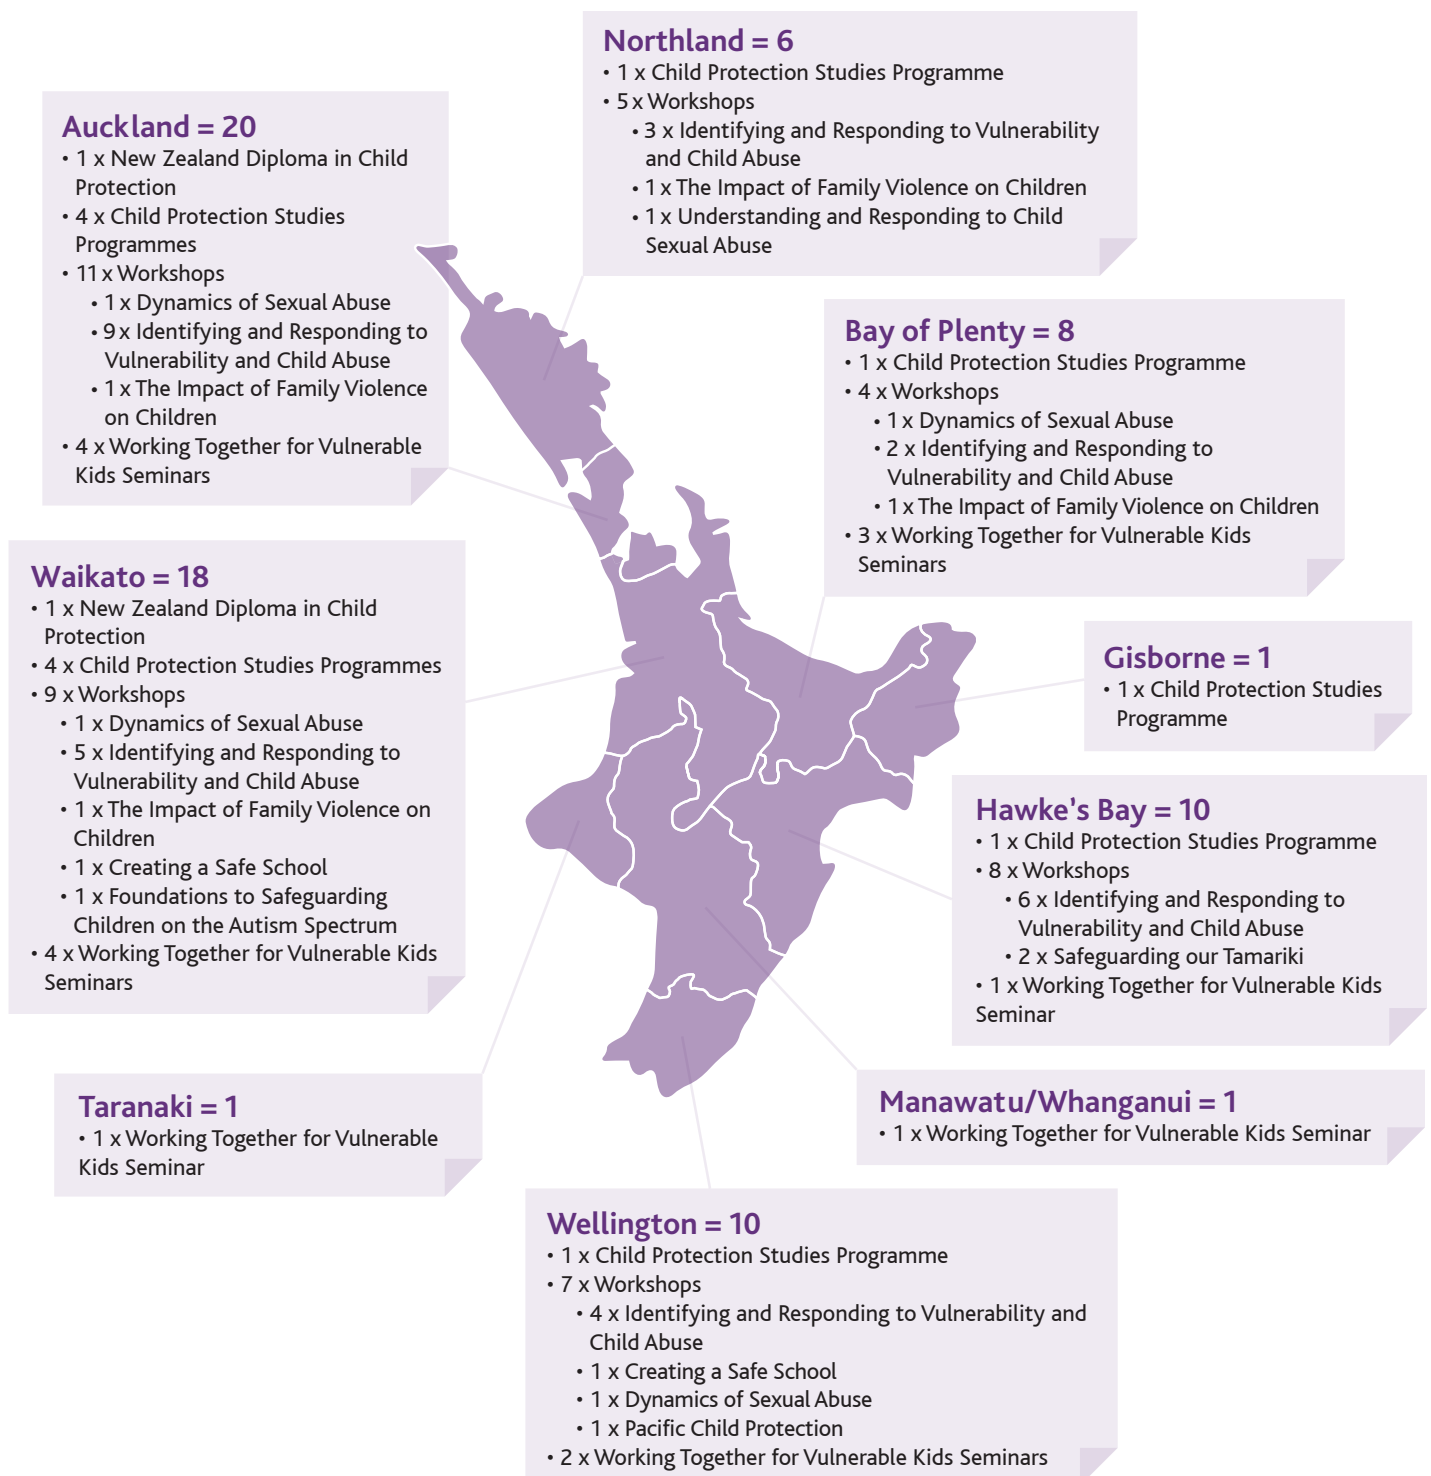 Northland = 6
• 1 x Child Protection Studies Programme
• 5 x Workshops
• 3 x Identifying and Responding to Vulnerability
and Child Abuse
• 1 x The Impact of Family Violence on Children
• 1 x Understanding and Responding to Child
Sexual Abuse
Auckland = 20
• 1 x New Zealand Diploma in Child
Protection
• 4 x Child Protection Studies
Programmes
• 11 x Workshops
• 1 x Dynamics of Sexual Abuse
• 9 x Identifying and Responding to
Vulnerability and Child Abuse
• 1 x The Impact of Family Violence
on Children
• 4 x Working Together for Vulnerable
Kids Seminars
Bay of Plenty = 8
• 1 x Child Protection Studies Programme
• 4 x Workshops
• 1 x Dynamics of Sexual Abuse
• 2 x Identifying and Responding to
Vulnerability and Child Abuse
• 1 x The Impact of Family Violence on Children
• 3 x Working Together for Vulnerable Kids
Seminars
Waikato = 18
• 1 x New Zealand Diploma in Child
Protection
• 4 x Child Protection Studies Programmes
• 9 x Workshops
• 1 x Dynamics of Sexual Abuse
• 5 x Identifying and Responding to
Vulnerability and Child Abuse
• 1 x The Impact of Family Violence on
Children
• 1 x Creating a Safe School
• 1 x Foundations to Safeguarding
Children on the Autism Spectrum
• 4 x Working Together for Vulnerable Kids
Seminars
Gisborne = 1
• 1 x Child Protection Studies
Programme
Hawke's Bay = 10
• 1 x Child Protection Studies Programme
• 8 x Workshops
• 6 x Identifying and Responding to
Vulnerability and Child Abuse
• 2 x Safeguarding our Tamariki
• 1 x Working Together for Vulnerable Kids
Seminar
Taranaki = 1
• 1 x Working Together for Vulnerable
Kids Seminar
Manawatu/Whanganui = 1
• 1 x Working Together for Vulnerable Kids Seminar
Wellington = 10
• 1 x Child Protection Studies Programme
• 7 x Workshops
• 4 x Identifying and Responding to Vulnerability and
Child Abuse
• 1 x Creating a Safe School
• 1 x Dynamics of Sexual Abuse
• 1 x Pacific Child Protection
• 2 x Working Together for Vulnerable Kids Seminars